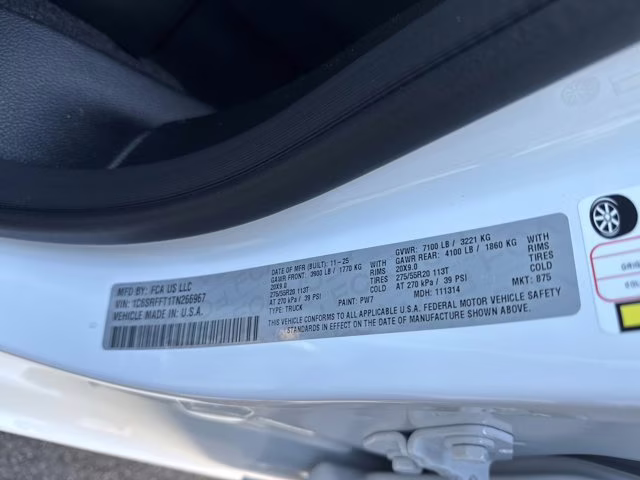 MFD BY: FCA US LLC
VIN: 1C6SRFFT1TN256967
VEHICLE MADE IN: U.S.A.
DATE OF MFR (BUILT): 11-25
GAWR FRONT: 3900 LB / 1770 KG WITH
20X9.0 RIMS
275/55R20 113T TIRES
AT 270 kPa / 39 PSI COLD
TYPE: TRUCK PAINT: PW7
GVWR: 7100 LB / 3221 KG
GAWR REAR: 4100 LB / 1860 KG WITH
20X9.0 RIMS
275/55R20 113T TIRES
AT 270 kPa / 39 PSI COLD
MDH: 111314 MKT: 875
THIS VEHICLE CONFORMS TO ALL APPLICABLE U.S.A. FEDERAL MOTOR VEHICLE SAFETY
STANDARDS IN EFFECT ON THE DATE OF MANUFACTURE SHOWN ABOVE.